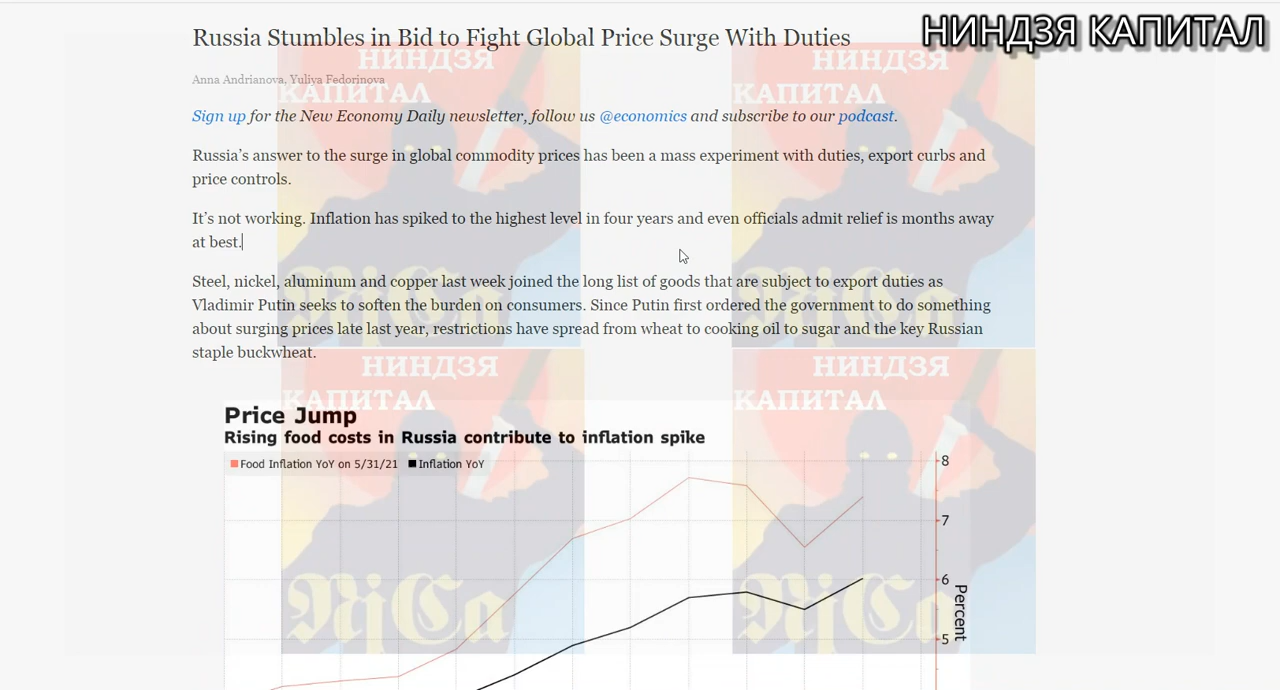 НИНДЗЯ КАПИТАЛ
Russia Stumbles in Bid to Fight Global Price Surge With Duties
Anna Andrianova, Yuliya Fedorinova
Sign up for the New Economy Daily newsletter, follow us @economics and subscribe to our podcast.
Russia's answer to the surge in global commodity prices has been a mass experiment with duties, export curbs and
price controls.
It's not working. Inflation has spiked to the highest level in four years and even officials admit relief is months away
at best.
Steel, nickel, aluminum and copper last week joined the long list of goods that are subject to export duties as
Vladimir Putin seeks to soften the burden on consumers. Since Putin first ordered the government to do something
about surging prices late last year, restrictions have spread from wheat to cooking oil to sugar and the key Russian
staple buckwheat.
Price Jump
Rising food costs in Russia contribute to inflation spike
Food Inflation YoY on 5/31/21 Inflation YoY
8
7
6
5
Percent
НИНДЗЯ
КАПИТАЛ
NjCa
НИНДЗЯ
КАПИТАЛ
NjCa
НИНДЗЯ
КАПИТАЛ
NjCa
НИНДЗЯ
КАПИТАЛ
NjCa